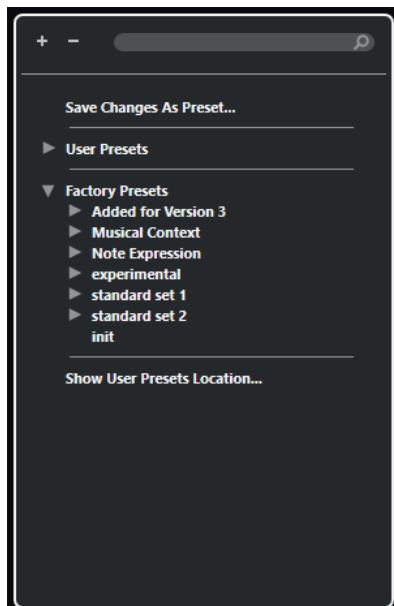 Save Changes As Preset...
User Presets
Factory Presets
Added for Version 3
Musical Context
Note Expression
experimental
standard set 1
standard set 2
init
Show User Presets Location...